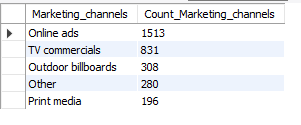 Marketing_channels Count_Marketing_channels
Online ads 1513
TV commercials 831
Outdoor billboards 308
Other 280
Print media 196